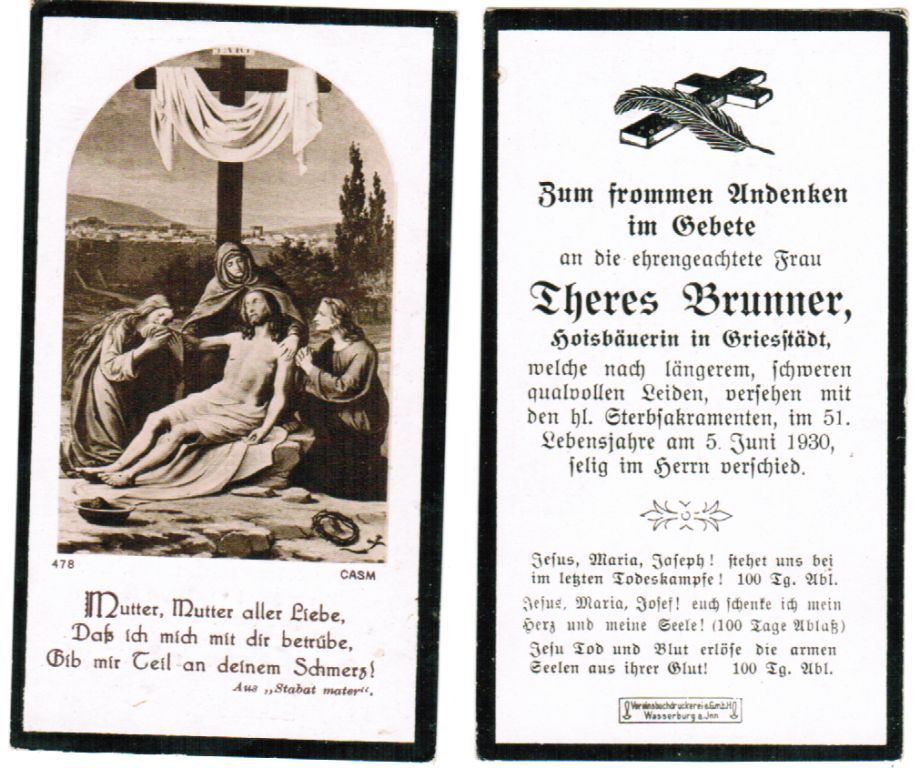 478
CASM
Mutter, Mutter aller Liebe,
Daß ich mich mit dir betrübe,
Gib mir Teil an deinem Schmerz!
Aus „Stabat mater“.
Zum frommen Andenken
im Gebete
an die ehrengeachtete Frau
Theres Brunner,
Hoisbäuerin in Griesstädt,
welche nach längerem, schweren
qualvollen Leiden, versehen mit
den hl. Sterbsakramenten, im 51.
Lebensjahre am 5. Juni 1930,
selig im Herrn verschied.
Jesus, Maria, Joseph! stehet uns bei
im letzten Todeskampfe! 100 Tg. Abl.
Jesus, Maria, Josef! euch schenke ich mein
Herz und meine Seele! (100 Tage Ablaß)
Jesu Tod und Blut erlöse die armen
Seelen aus ihrer Glut! 100 Tg. Abl.
Vereinsbuchdruckerei e.G.m.b.H
Wasserburg a. Inn